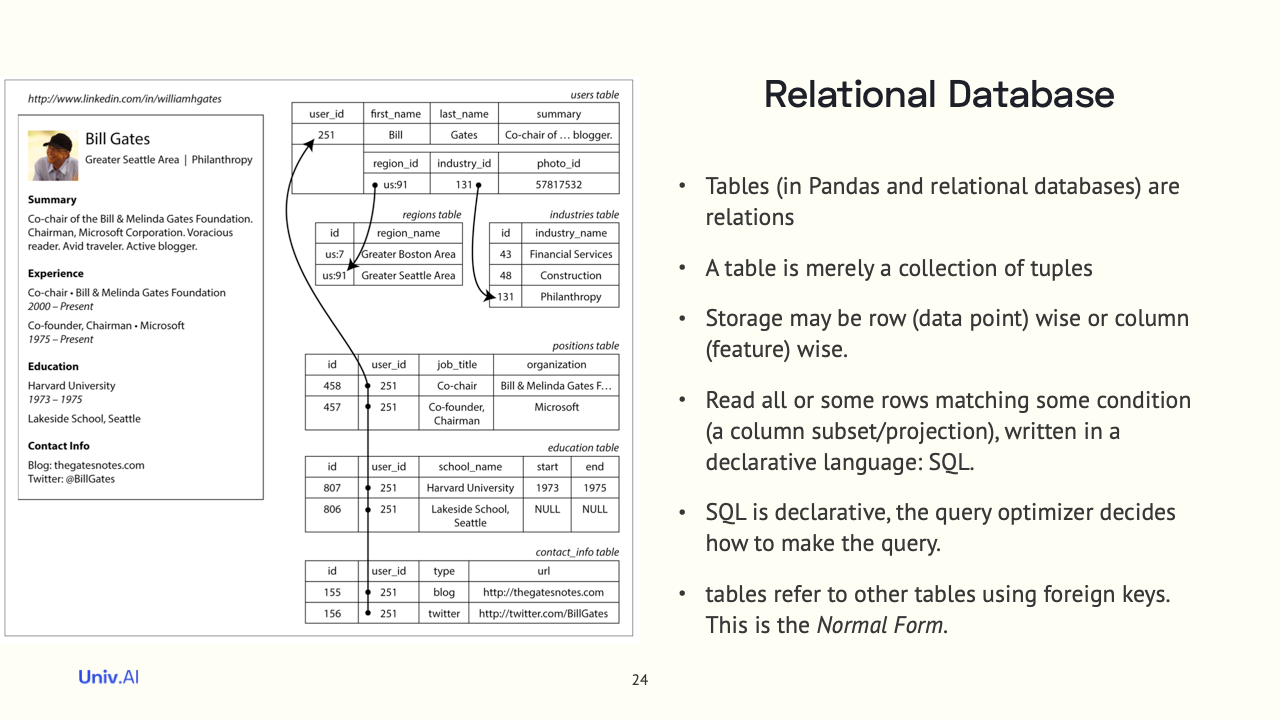 Relational Database
http://www.linkedin.com/in/williamhgates
Bill Gates
Greater Seattle Area | Philanthropy
Summary
Co-chair of the Bill & Melinda Gates Foundation.
Chairman, Microsoft Corporation. Voracious
reader. Avid traveler. Active blogger.
Experience
Co-chair • Bill & Melinda Gates Foundation
2000 – Present
Co-founder, Chairman • Microsoft
1975 – Present
Education
Harvard University
1973 – 1975
Lakeside School, Seattle
Contact Info
Blog: thegatesnotes.com
Twitter: @BillGates
users table
user_id first_name last_name summary
251 Bill Gates Co-chair of … blogger.
region_id industry_id photo_id
us:91 131 57817532
regions table
id region_name
us:7 Greater Boston Area
us:91 Greater Seattle Area
industries table
id industry_name
43 Financial Services
48 Construction
131 Philanthropy
positions table
id user_id job_title organization
458 251 Co-chair Bill & Melinda Gates F…
457 251 Co-founder, Microsoft
Chairman
education table
id user_id school_name start end
807 251 Harvard University 1973 1975
806 251 Lakeside School, NULL NULL
Seattle
contact_info table
id user_id type url
155 251 blog http://thegatesnotes.com
156 251 twitter http://twitter.com/BillGates
• Tables (in Pandas and relational databases) are
relations
• A table is merely a collection of tuples
• Storage may be row (data point) wise or column
(feature) wise.
• Read all or some rows matching some condition
(a column subset/projection), written in a
declarative language: SQL.
• SQL is declarative, the query optimizer decides
how to make the query.
• tables refer to other tables using foreign keys.
This is the Normal Form.
Univ.AI
24